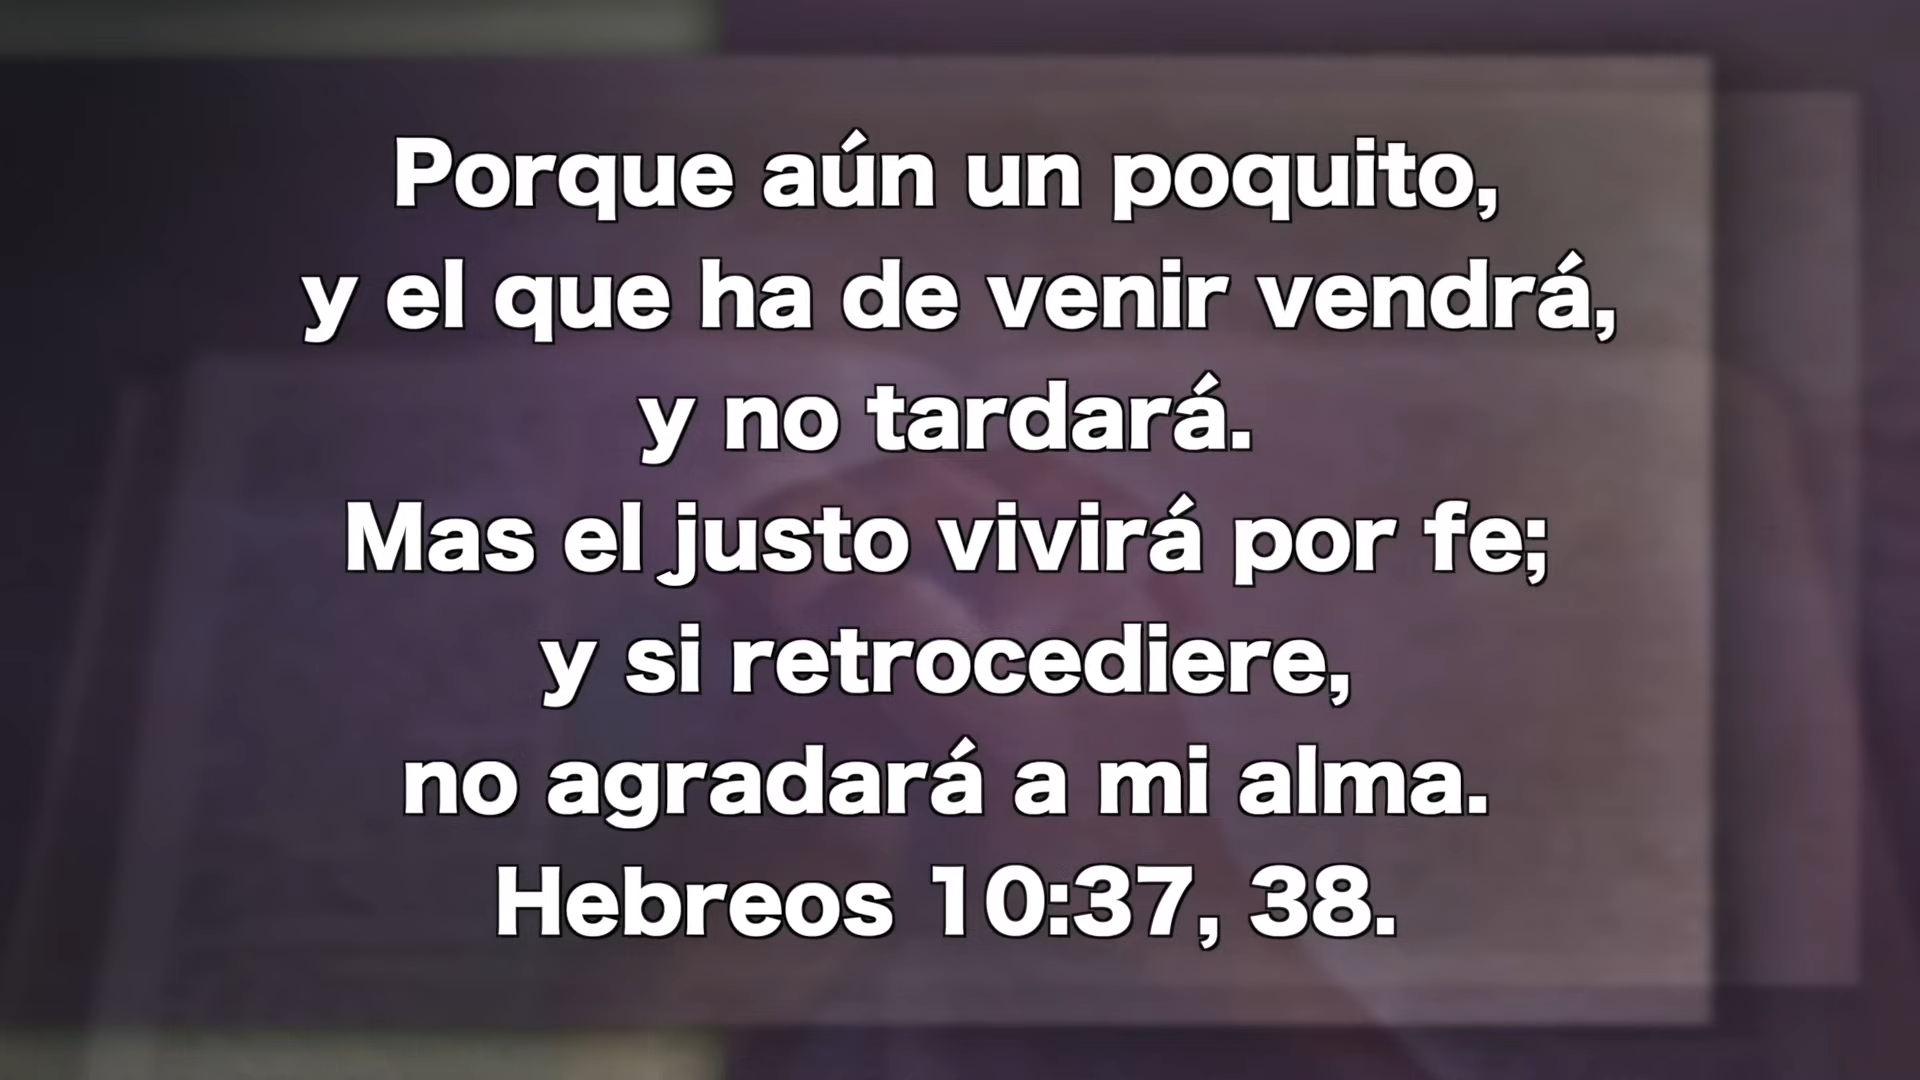 Porque aún un poquito,
y el que ha de venir vendrá,
y no tardará.
Mas el justo vivirá por fe;
y si retrocediere,
no agradará a mi alma.
Hebreos 10:37, 38.